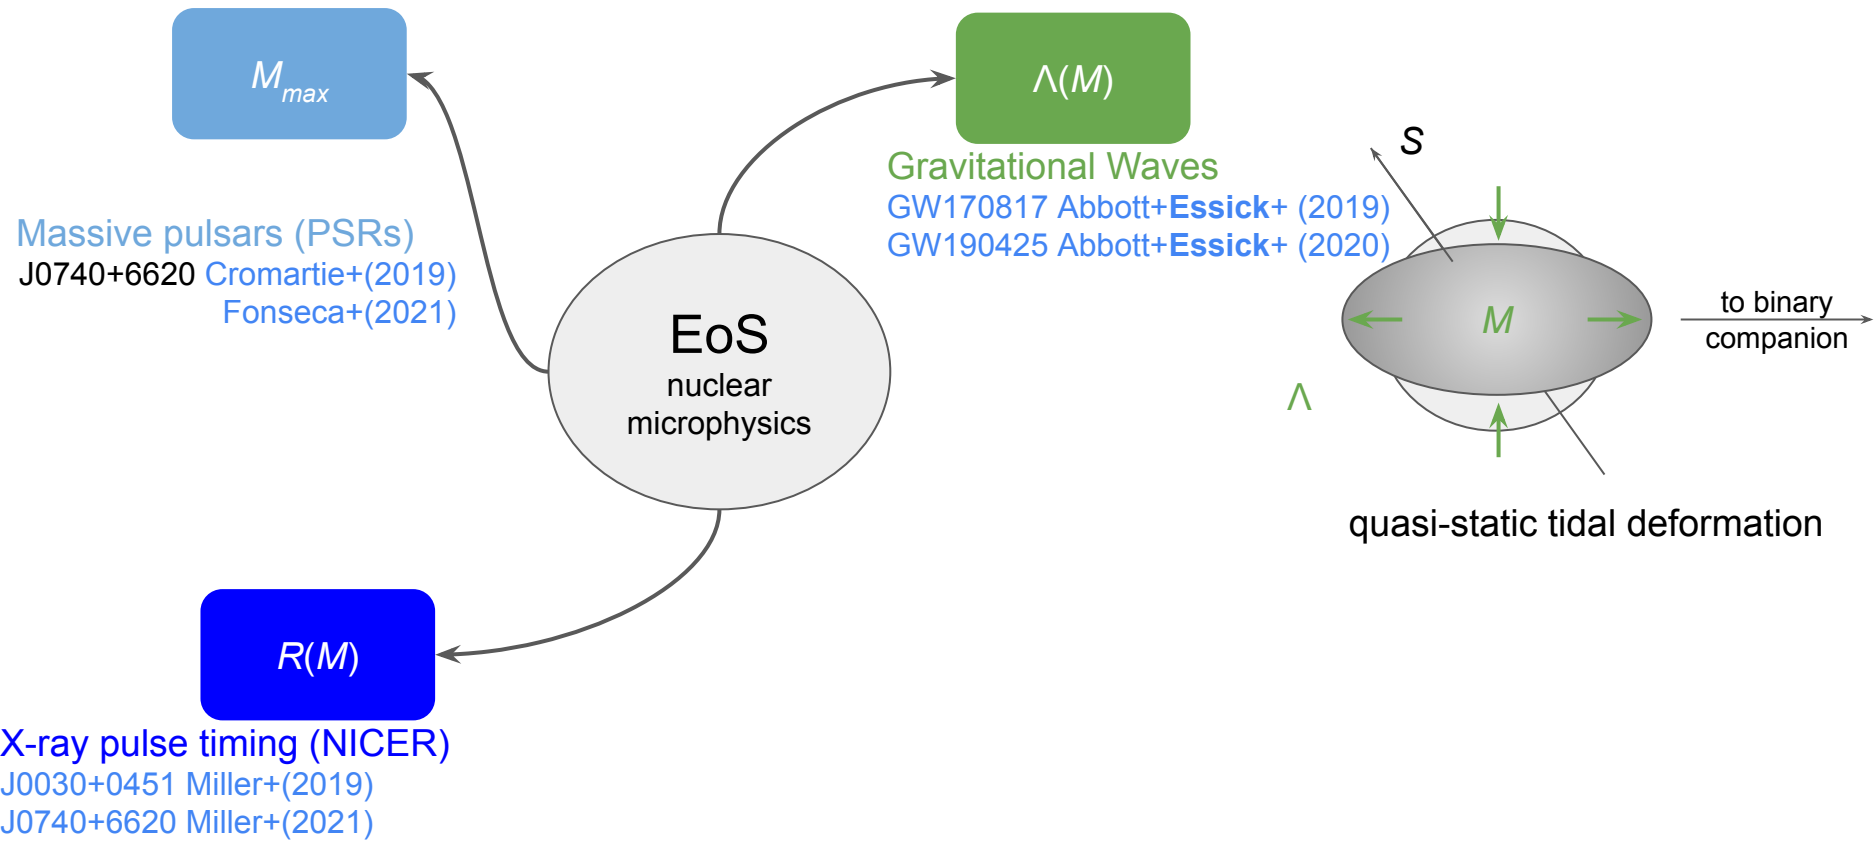 M_max
Massive pulsars (PSRs)
J0740+6620 Cromartie+(2019)
Fonseca+(2021)
EoS
nuclear
microphysics
Λ(M)
Gravitational Waves
GW170817 Abbott+Essick+ (2019)
GW190425 Abbott+Essick+ (2020)
S
M
Λ
to binary
companion
quasi-static tidal deformation
R(M)
X-ray pulse timing (NICER)
J0030+0451 Miller+(2019)
J0740+6620 Miller+(2021)